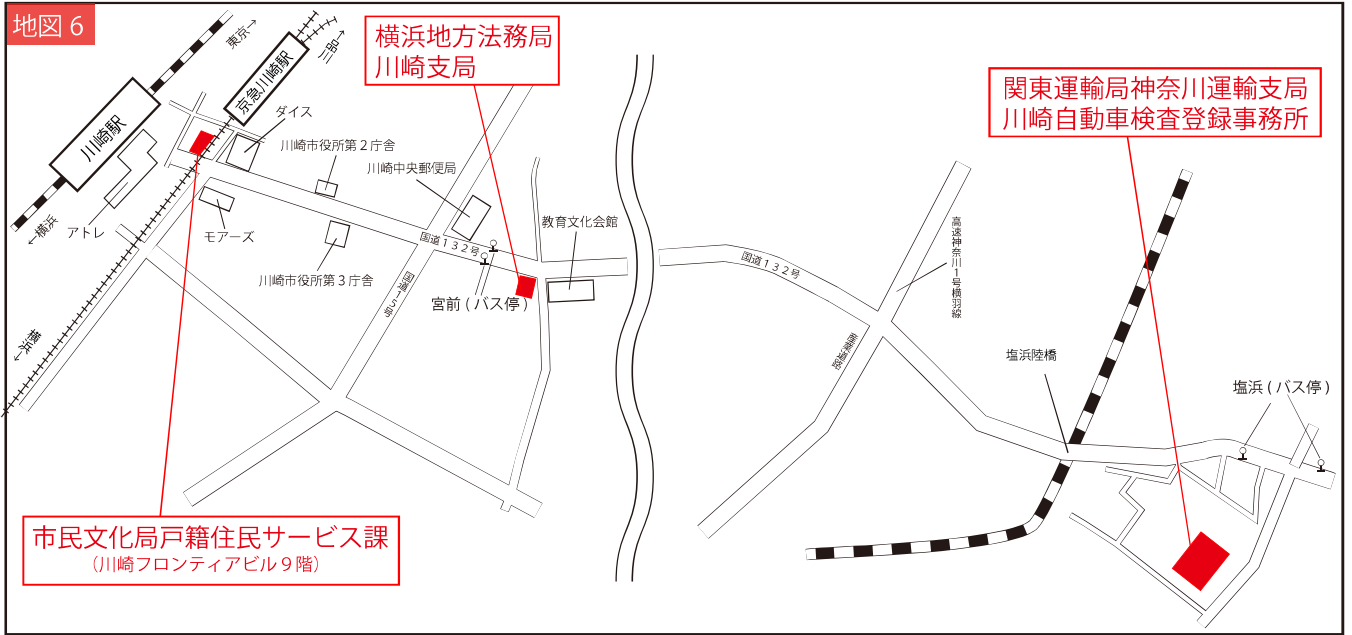 地図６
東京→
品川→
京急川崎駅
川崎駅
ダイス
横浜地方法務局
川崎支局
関東運輸局神奈川運輸支局
川崎自動車検査登録事務所
川崎市役所第２庁舎
川崎中央郵便局
←横浜
アトレ
モアーズ
教育文化会館
国道１３２号
国道１３２号
高速神奈川１号横羽線
川崎市役所第３庁舎
国道１５号
宮前（バス停）
←横浜
産業道路
塩浜陸橋
塩浜（バス停）
市民文化局戸籍住民サービス課
（川崎フロンティアビル９階）